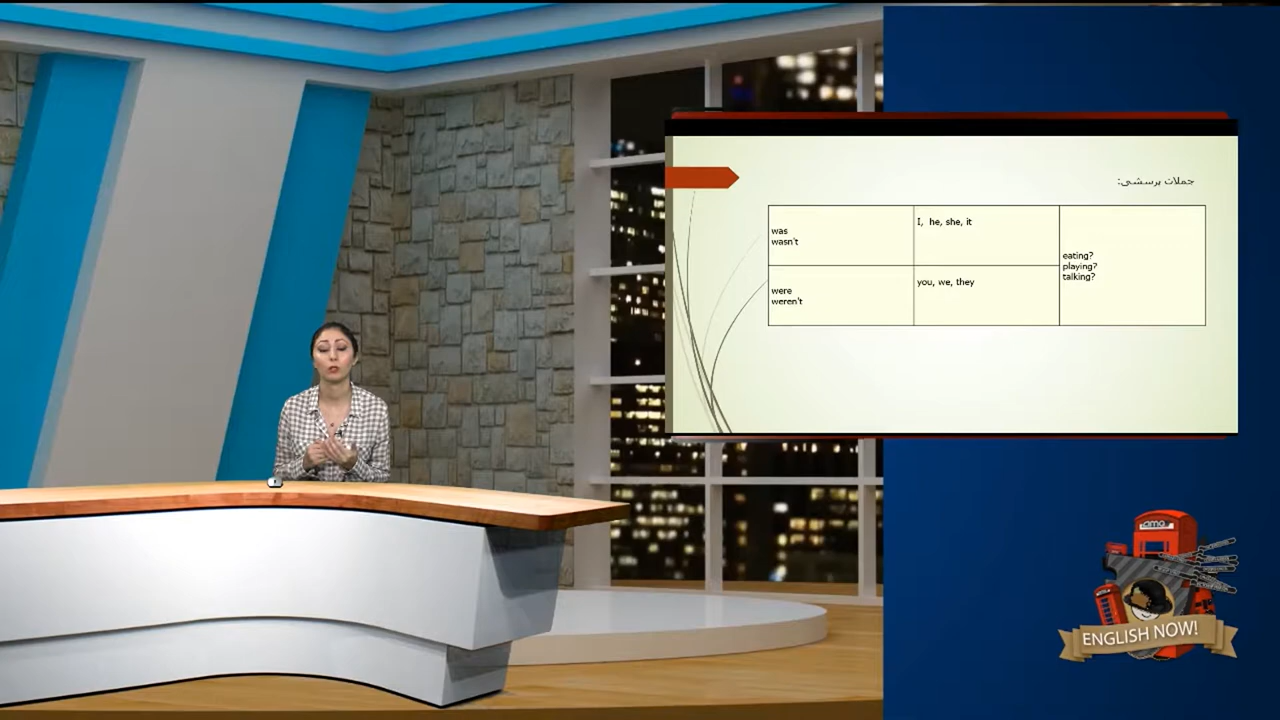 جملات پرسشی:
was
wasn't
I, he, she, it
eating?
playing?
talking?
were
weren't
you, we, they
ENGLISH NOW!